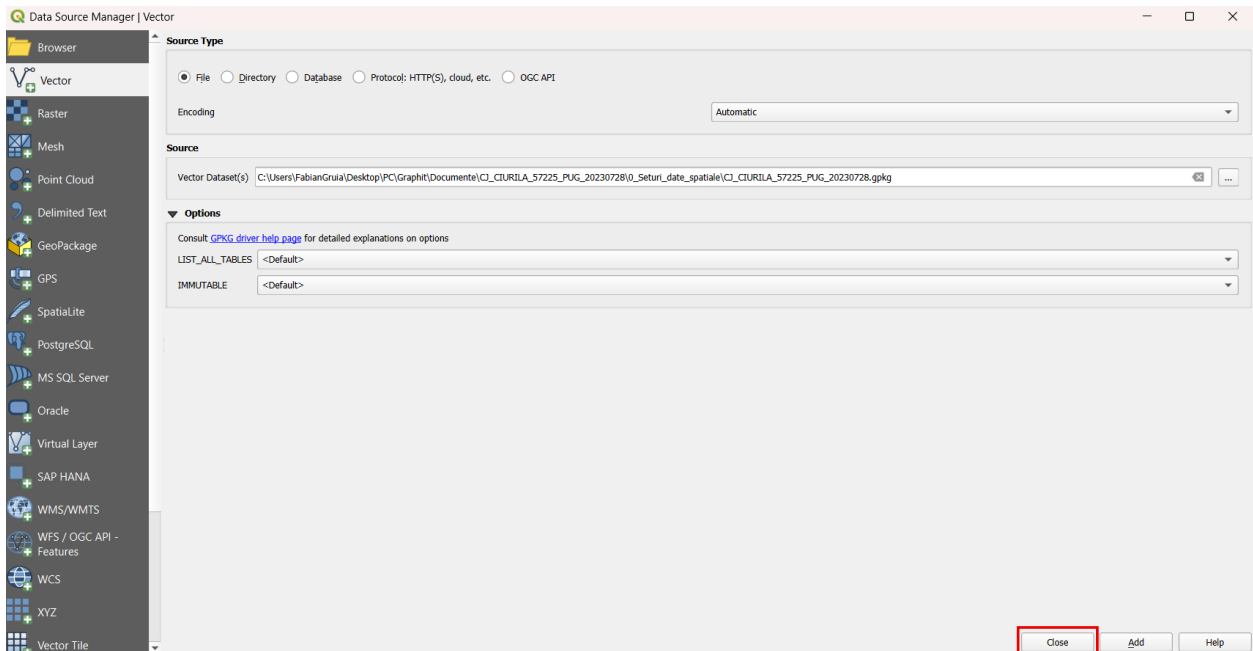 Data Source Manager | Vector
Browser
Vector
Raster
Mesh
Point Cloud
Delimited Text
GeoPackage
GPS
SpatiaLite
PostgreSQL
MS SQL Server
Oracle
Virtual Layer
SAP HANA
WMS/WMTS
WFS / OGC API -
Features
WCS
XYZ
Vector Tile
Source Type
File Directory Database Protocol: HTTP(S), cloud, etc. OGC API
Encoding Automatic
Source
Vector Dataset(s) C:\Users\FabianGruia\Desktop\PC\Graphit\Documente\CJ_CIURILA_57225_PUG_20230728\0_Seturi_date_spatiale\CJ_CIURILA_57225_PUG_20230728.gpkg ...
Options
Consult GPKG driver help page for detailed explanations on options
LIST_ALL_TABLES <Default>
IMMUTABLE <Default>
Close Add Help